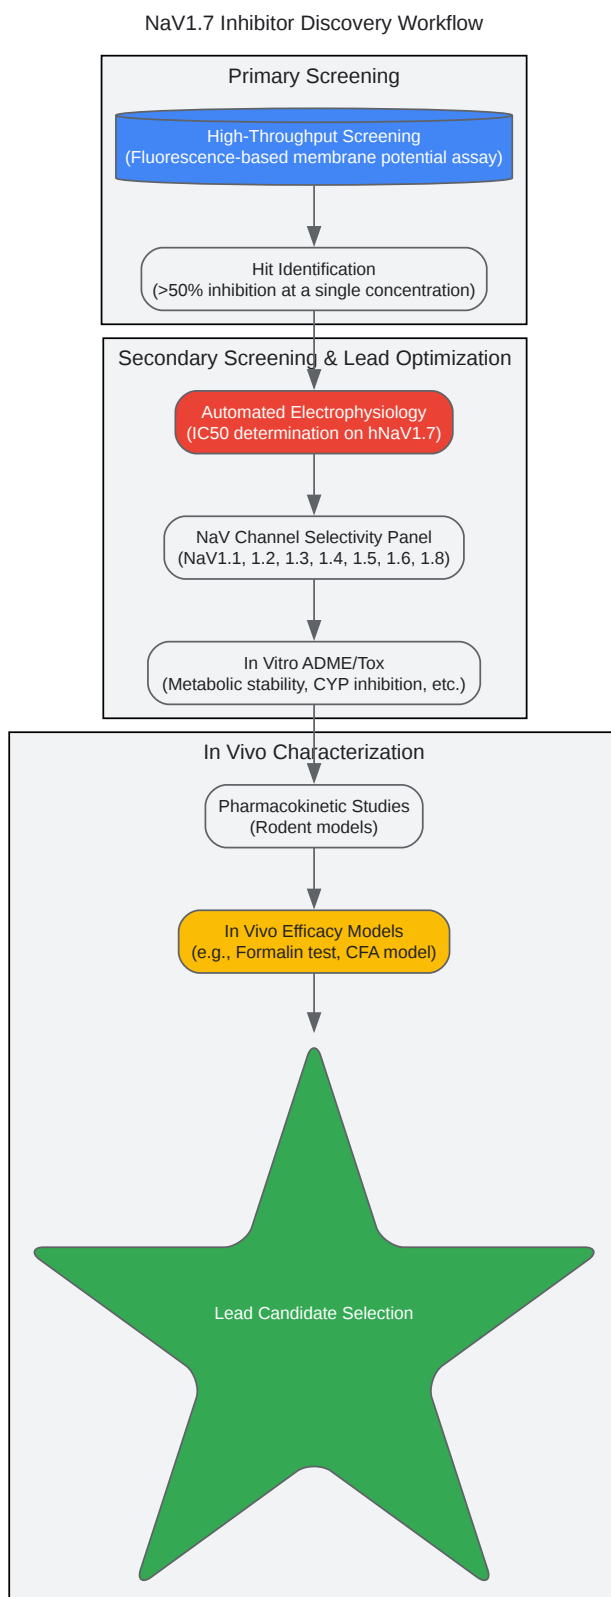 NaV1.7 Inhibitor Discovery Workflow
Primary Screening
High-Throughput Screening
(Fluorescence-based membrane potential assay)
Hit Identification
(>50% inhibition at a single concentration)
Secondary Screening & Lead Optimization
Automated Electrophysiology
(IC50 determination on hNaV1.7)
NaV Channel Selectivity Panel
(NaV1.1, 1.2, 1.3, 1.4, 1.5, 1.6, 1.8)
In Vitro ADME/Tox
(Metabolic stability, CYP inhibition, etc.)
In Vivo Characterization
Pharmacokinetic Studies
(Rodent models)
In Vivo Efficacy Models
(e.g., Formalin test, CFA model)
Lead Candidate Selection